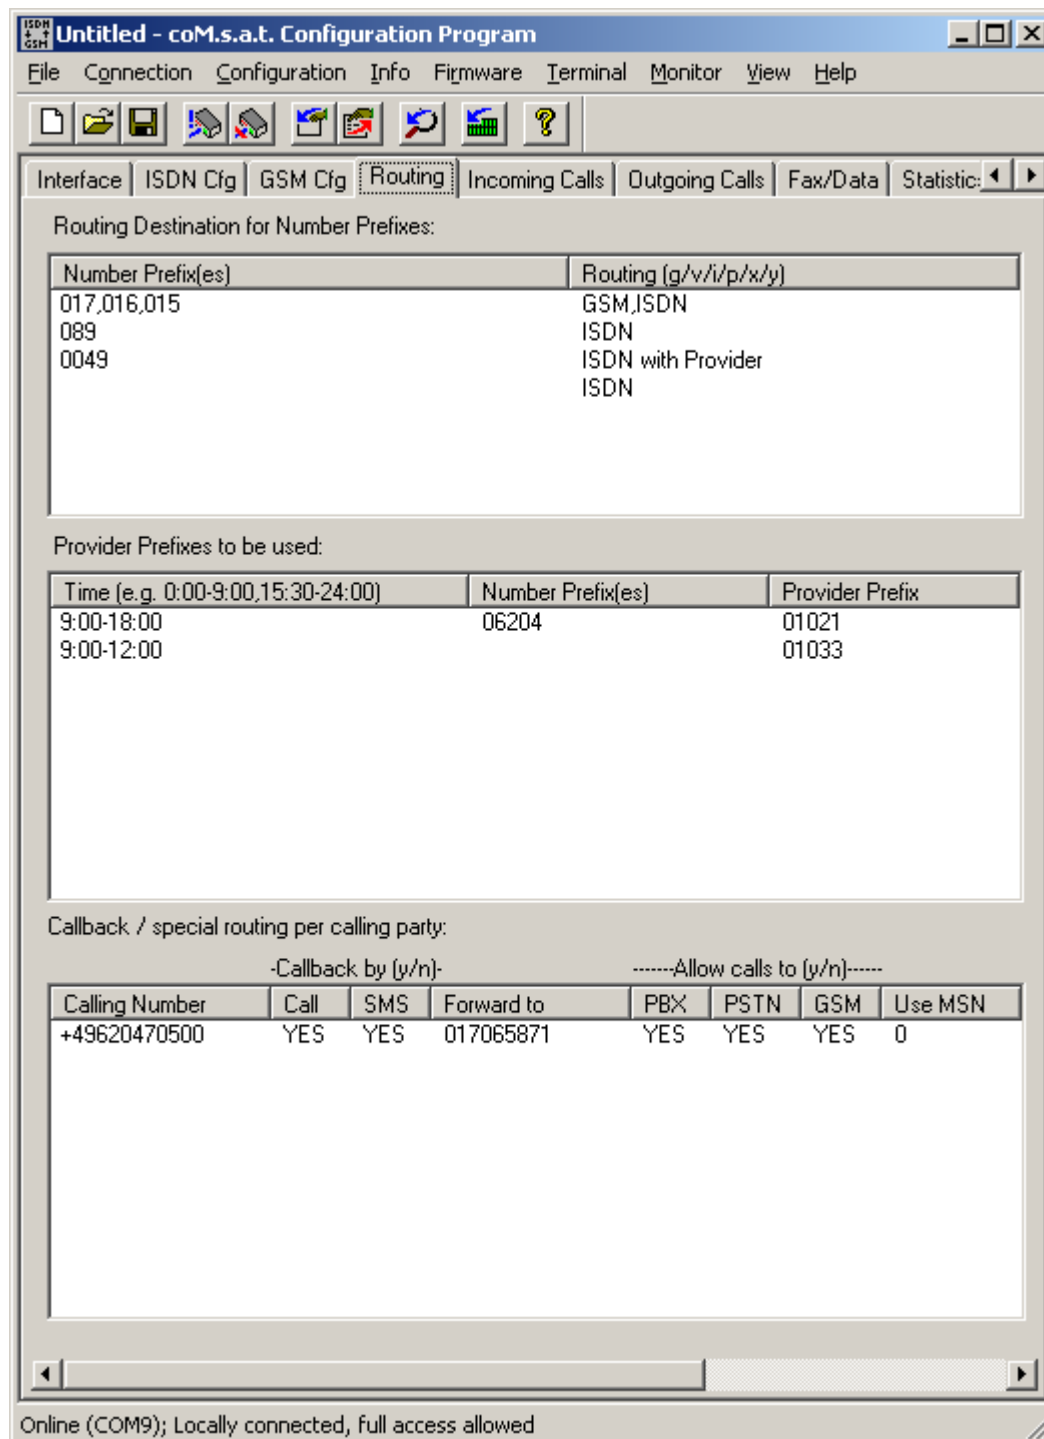 ISDN
GSM
Untitled - coM.s.a.t. Configuration Program
File Connection Configuration Info Firmware Terminal Monitor View Help
Interface ISDN Cfg GSM Cfg Routing Incoming Calls Outgoing Calls Fax/Data Statistic
Routing Destination for Number Prefixes:
Number Prefix(es) Routing (g/v/i/p/x/y)
017,016,015 GSM,ISDN
089 ISDN
0049 ISDN with Provider
ISDN
Provider Prefixes to be used:
Time (e.g. 0:00-9:00,15:30-24:00) Number Prefix(es) Provider Prefix
9:00-18:00 06204 01021
9:00-12:00 01033
Callback / special routing per calling party:
-Callback by (y/n)- -------Allow calls to (y/n)------
Calling Number Call SMS Forward to PBX PSTN GSM Use MSN
+49620470500 YES YES 017065871 YES YES YES 0
Online (COM9); Locally connected, full access allowed